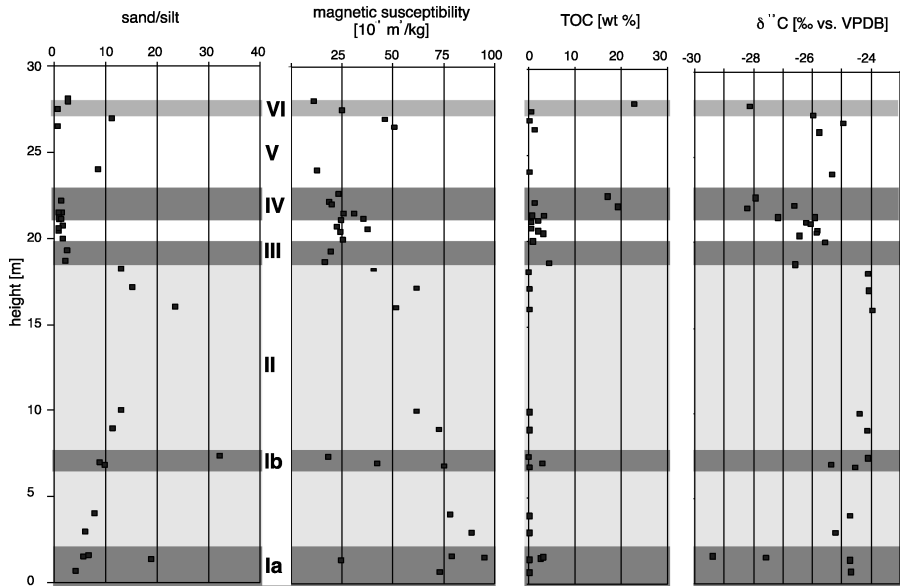 sand/silt
magnetic susceptibility
[10⁻ m³/kg]
TOC [wt %]
δ¹³C [‰ vs. VPDB]
0 10 20 30 40
25 50 75 100
0 10 20 30
-30 -28 -26 -24
30
25
20
15
10
5
0
height [m]
VI
V
IV
III
II
Ib
Ia